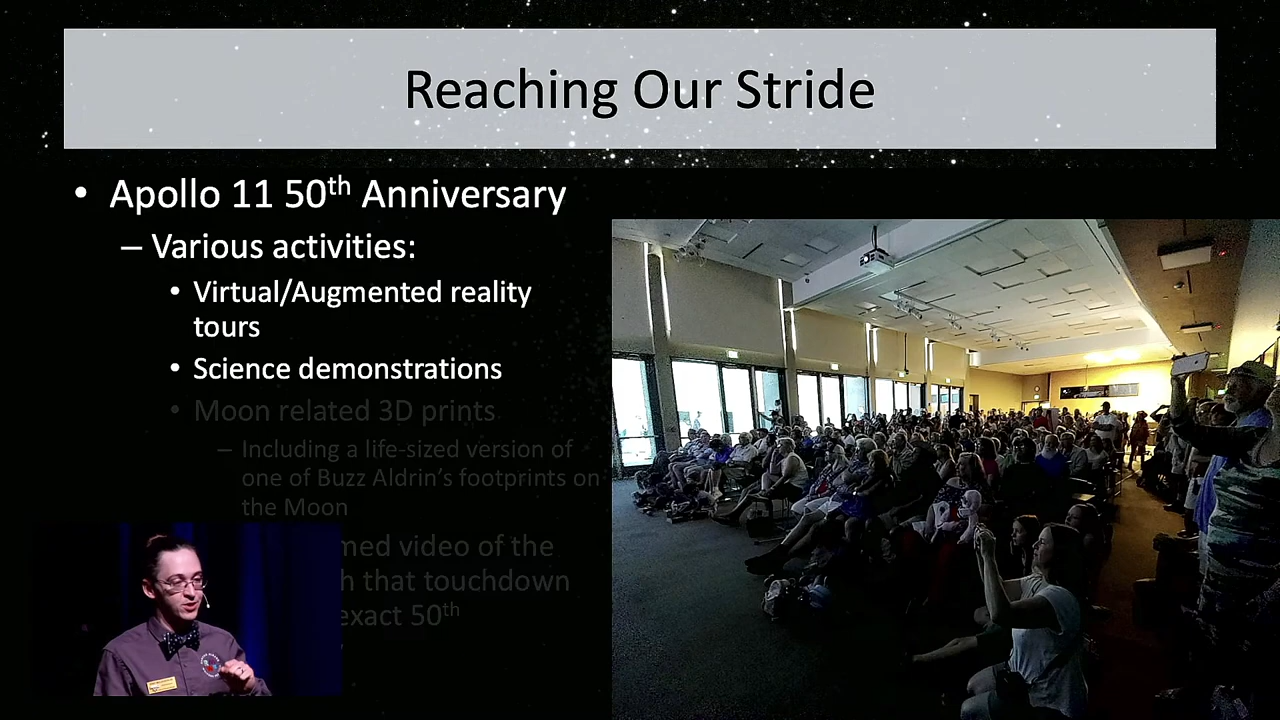 Reaching Our Stride
• Apollo 11 50th Anniversary
– Various activities:
• Virtual/Augmented reality
tours
• Science demonstrations
• Moon related 3D prints
– Including a life-sized version of
one of Buzz Aldrin's footprints on
the Moon
med video of the
h that touchdown
exact 50th